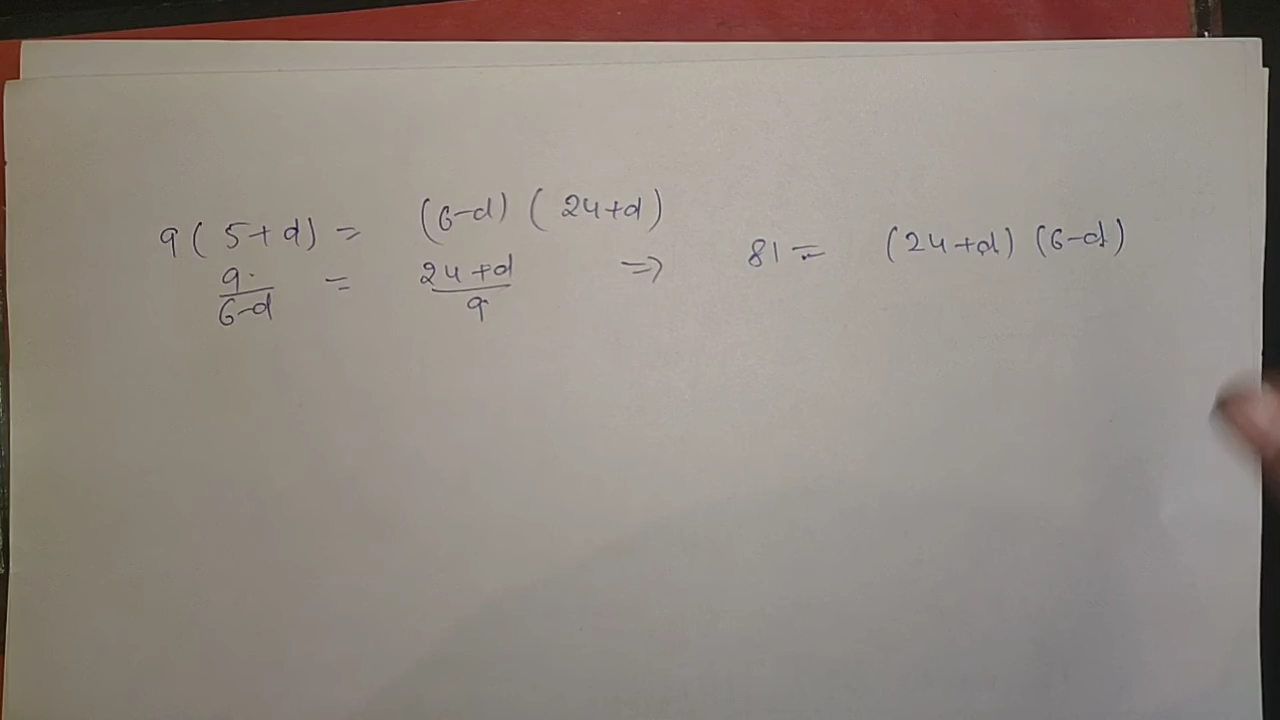 9 ( 5 + d ) = (6-d) ( 24+d )
9/6-d = 24+d/9 => 81 = (24+d) (6-d)